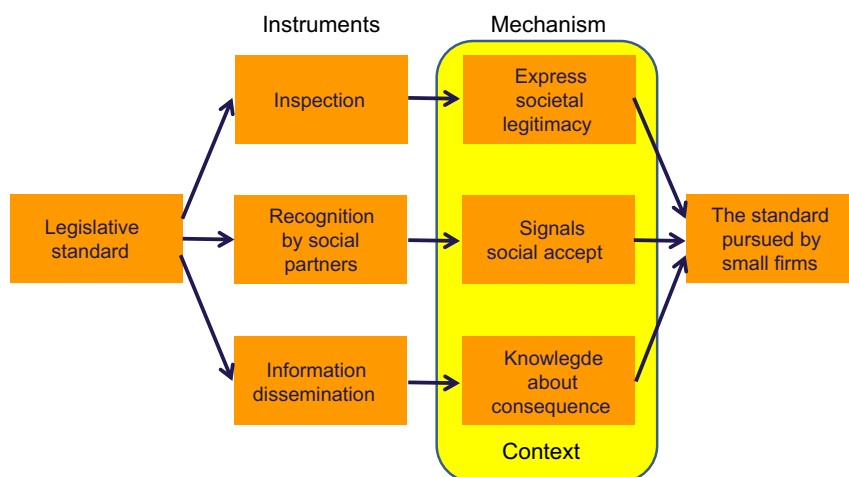 Instruments
Mechanism
Inspection
Express
societal
legitimacy
Legislative
standard
Recognition
by social
partners
Signals
social accept
The standard
pursued by
small firms
Information
dissemination
Knowlegde
about
consequence
Context